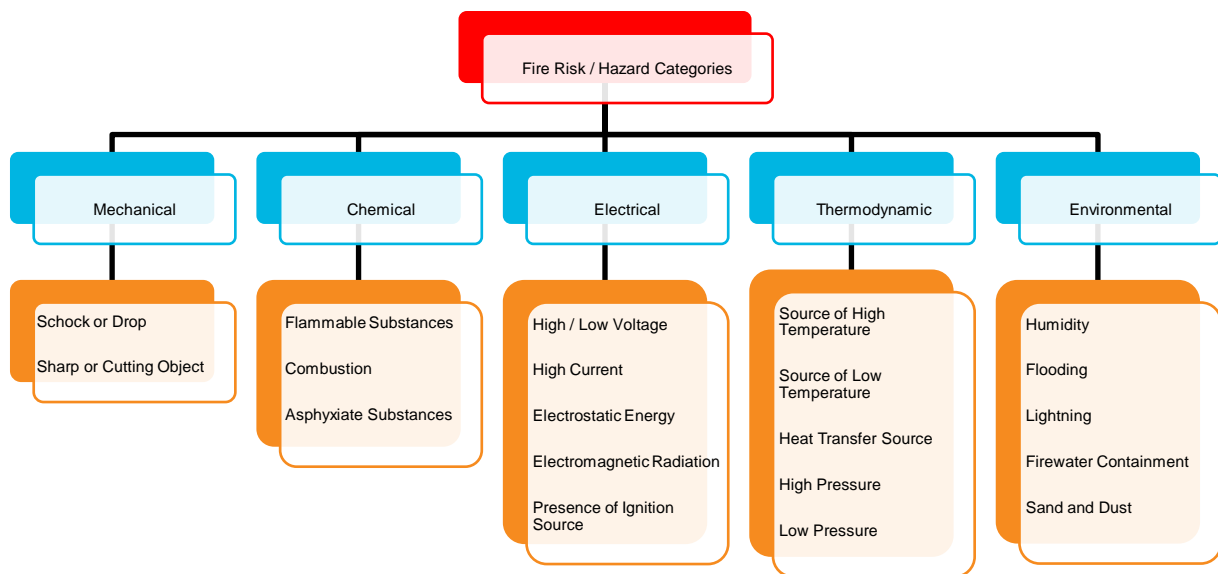 Fire Risk / Hazard Categories
Mechanical
Chemical
Electrical
Thermodynamic
Environmental
Schock or Drop
Sharp or Cutting Object
Flammable Substances
Combustion
Asphyxiate Substances
High / Low Voltage
High Current
Electrostatic Energy
Electromagnetic Radiation
Presence of Ignition
Source
Source of High
Temperature
Source of Low
Temperature
Heat Transfer Source
High Pressure
Low Pressure
Humidity
Flooding
Lightning
Firewater Containment
Sand and Dust